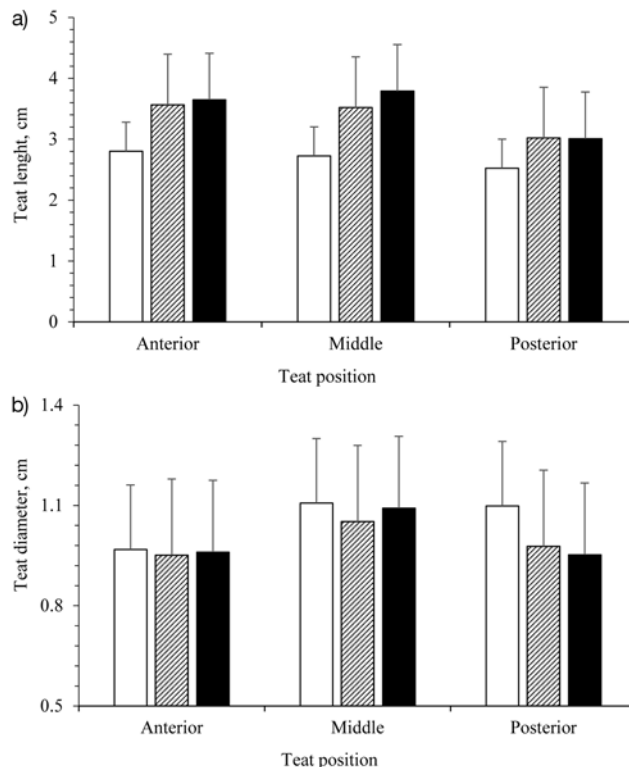 a)
Teat lenght, cm
5
4
3
2
1
0
Anterior Middle Posterior
Teat position
b)
Teat diameter, cm
1.4
1.1
0.8
0.5
Anterior Middle Posterior
Teat position